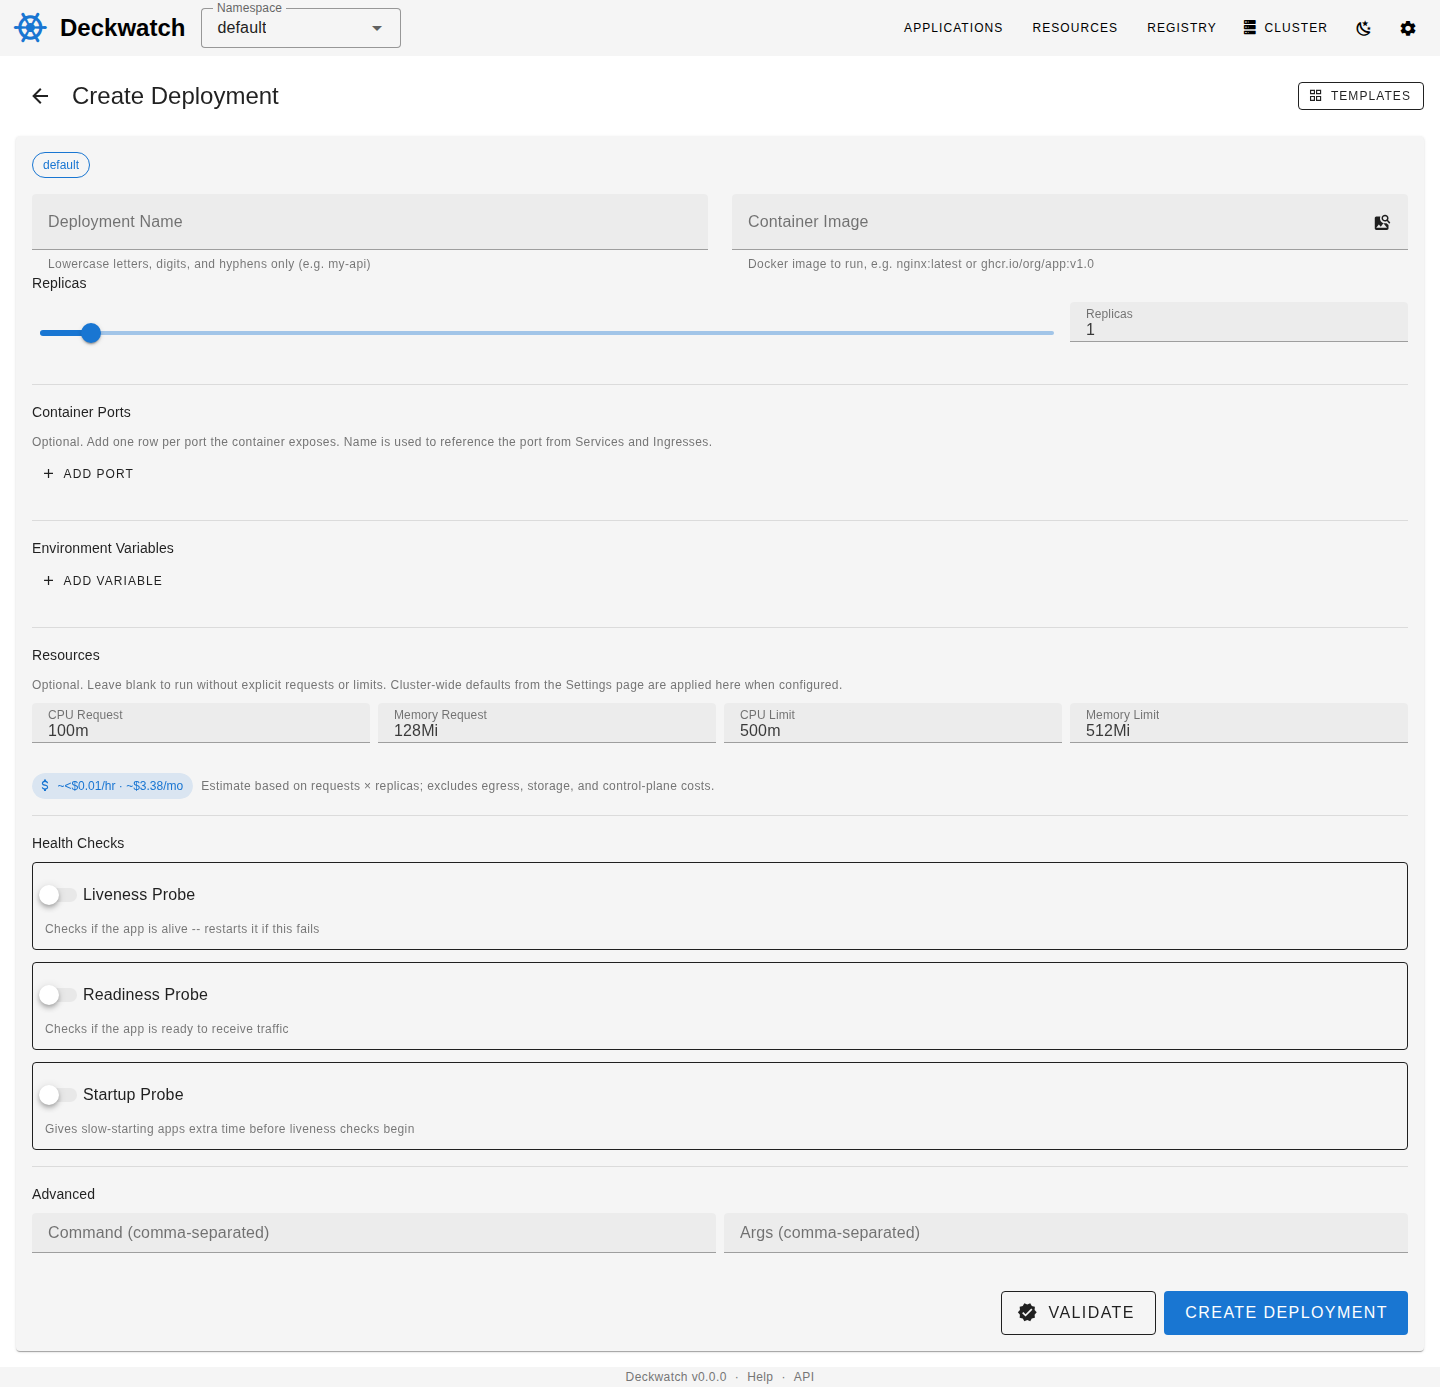 Deckwatch
Namespace
default
APPLICATIONS
RESOURCES
REGISTRY
CLUSTER
Create Deployment
TEMPLATES
default
Deployment Name
Container Image
Lowercase letters, digits, and hyphens only (e.g. my-api)
Docker image to run, e.g. nginx:latest or ghcr.io/org/app:v1.0
Replicas
Replicas
1
Container Ports
Optional. Add one row per port the container exposes. Name is used to reference the port from Services and Ingresses.
+ ADD PORT
Environment Variables
+ ADD VARIABLE
Resources
Optional. Leave blank to run without explicit requests or limits. Cluster-wide defaults from the Settings page are applied here when configured.
CPU Request
100m
Memory Request
128Mi
CPU Limit
500m
Memory Limit
512Mi
$ ~<$0.01/hr · ~$3.38/mo
Estimate based on requests × replicas; excludes egress, storage, and control-plane costs.
Health Checks
Liveness Probe
Checks if the app is alive -- restarts it if this fails
Readiness Probe
Checks if the app is ready to receive traffic
Startup Probe
Gives slow-starting apps extra time before liveness checks begin
Advanced
Command (comma-separated)
Args (comma-separated)
VALIDATE
CREATE DEPLOYMENT
Deckwatch v0.0.0 · Help · API